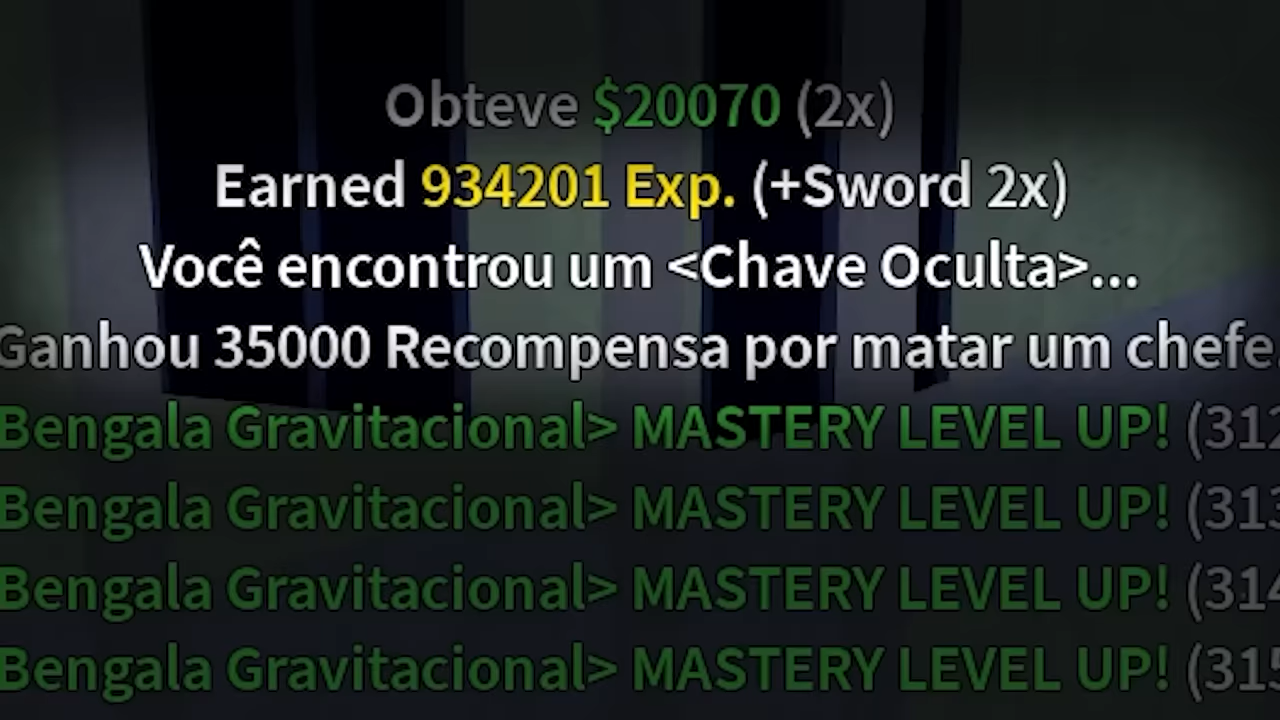 Obteve $20070 (2x)
Earned 934201 Exp. (+Sword 2x)
Você encontrou um <Chave Oculta>...
Ganhou 35000 Recompensa por matar um chefe.
Bengala Gravitacional> MASTERY LEVEL UP! (312
Bengala Gravitacional> MASTERY LEVEL UP! (313
Bengala Gravitacional> MASTERY LEVEL UP! (314
Bengala Gravitacional> MASTERY LEVEL UP! (315